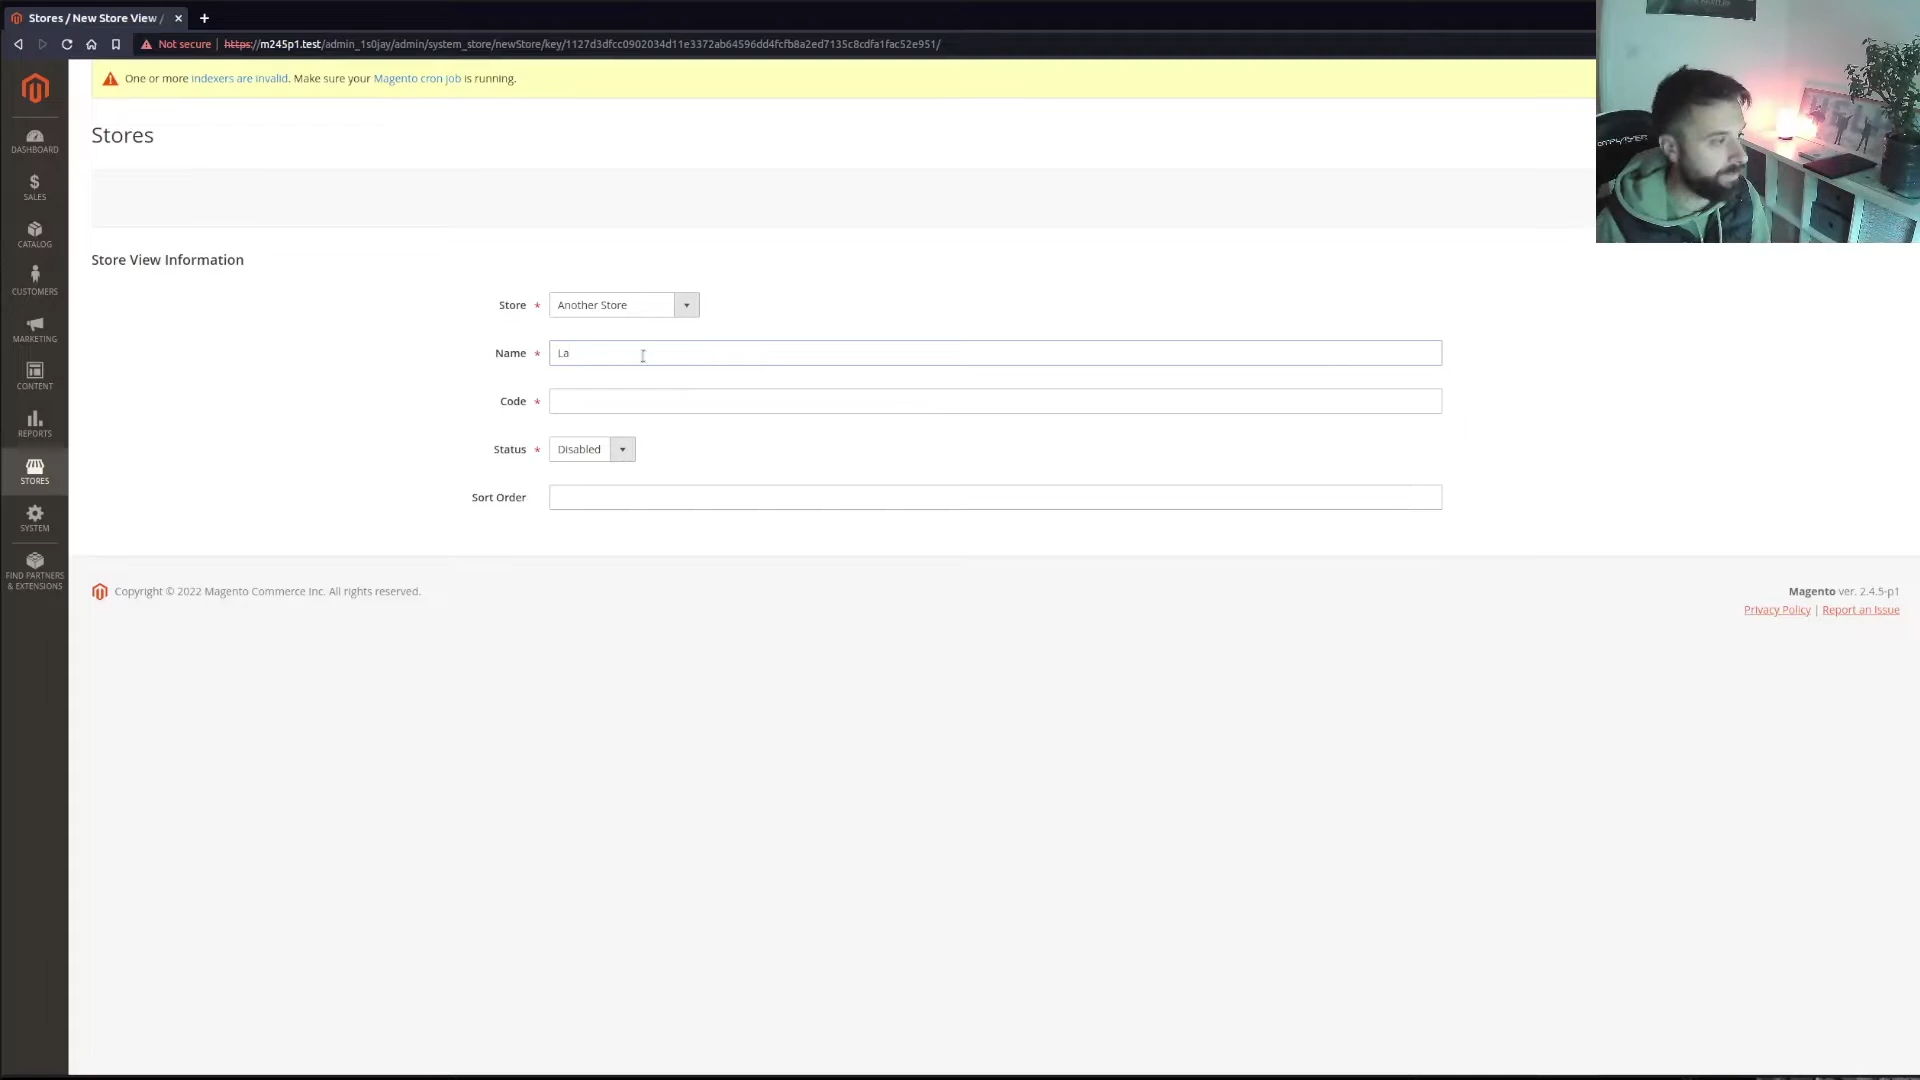 Stores / New Store View /
Not secure https://m245p1.test/admin_1s0jay/admin/system_store/newStore/key/1127d3dfcc0902034d11e3372ab64596dd4fcfb8a2ed7135c8cdfa1fac52e951/
One or more indexers are invalid. Make sure your Magento cron job is running.
DASHBOARD
SALES
CATALOG
CUSTOMERS
MARKETING
CONTENT
REPORTS
STORES
SYSTEM
FIND PARTNERS
& EXTENSIONS
Stores
Store View Information
Store * Another Store
Name * La
Code *
Status * Disabled
Sort Order
Copyright © 2022 Magento Commerce Inc. All rights reserved.
Magento ver. 2.4.5-p1
Privacy Policy | Report an Issue